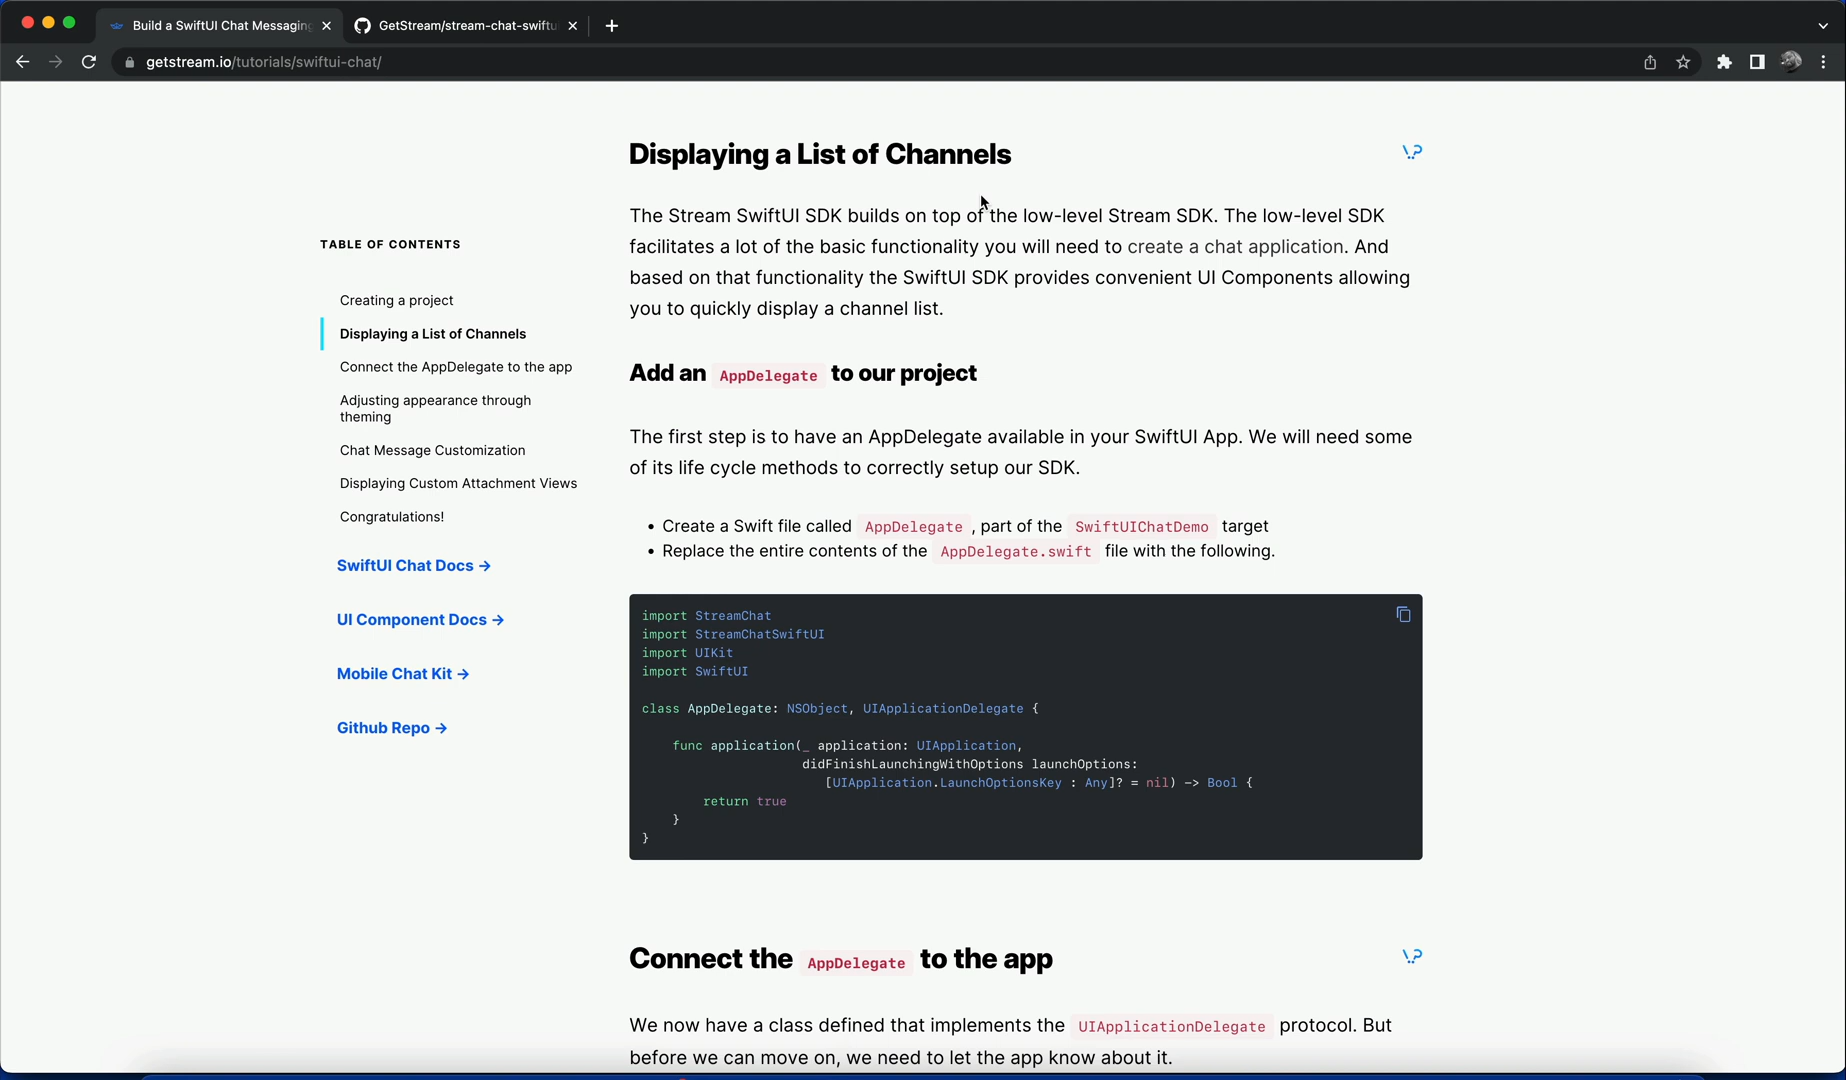 Build a SwiftUI Chat Messaging
GetStream/stream-chat-swiftu
getstream.io/tutorials/swiftui-chat/
TABLE OF CONTENTS
Creating a project
Displaying a List of Channels
Connect the AppDelegate to the app
Adjusting appearance through
theming
Chat Message Customization
Displaying Custom Attachment Views
Congratulations!
SwiftUI Chat Docs →
UI Component Docs →
Mobile Chat Kit →
Github Repo →
Displaying a List of Channels
The Stream SwiftUI SDK builds on top of the low-level Stream SDK. The low-level SDK
facilitates a lot of the basic functionality you will need to create a chat application. And
based on that functionality the SwiftUI SDK provides convenient UI Components allowing
you to quickly display a channel list.
Add an AppDelegate to our project
The first step is to have an AppDelegate available in your SwiftUI App. We will need some
of its life cycle methods to correctly setup our SDK.
• Create a Swift file called AppDelegate , part of the SwiftUIChatDemo target
• Replace the entire contents of the AppDelegate.swift file with the following.
import StreamChat
import StreamChatSwiftUI
import UIKit
import SwiftUI
class AppDelegate: NSObject, UIApplicationDelegate {
func application(_ application: UIApplication,
didFinishLaunchingWithOptions launchOptions:
[UIApplication.LaunchOptionsKey : Any]? = nil) -> Bool {
return true
}
}
Connect the AppDelegate to the app
We now have a class defined that implements the UIApplicationDelegate protocol. But
before we can move on, we need to let the app know about it.